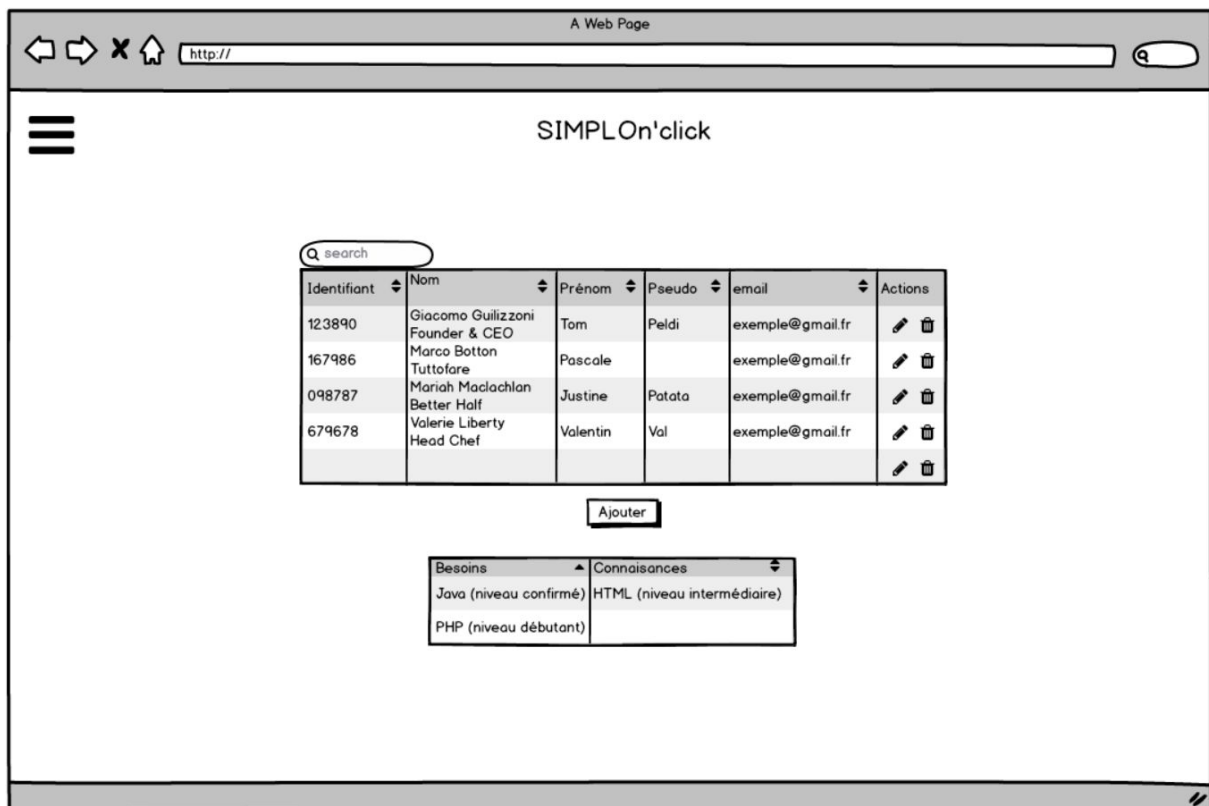 A Web Page
http://
SIMPLOn'click
search
Identifiant Nom Prénom Pseudo email Actions
123890 Giacomo Guilizzoni Founder & CEO Tom Peldi exemple@gmail.fr
167986 Marco Botton Tuttofare Pascale exemple@gmail.fr
098787 Mariah Maclachlan Better Half Justine Patata exemple@gmail.fr
679678 Valerie Liberty Head Chef Valentin Val exemple@gmail.fr
Ajouter
Besoins Connaisances
Java (niveau confirmé) HTML (niveau intermédiaire)
PHP (niveau débutant)